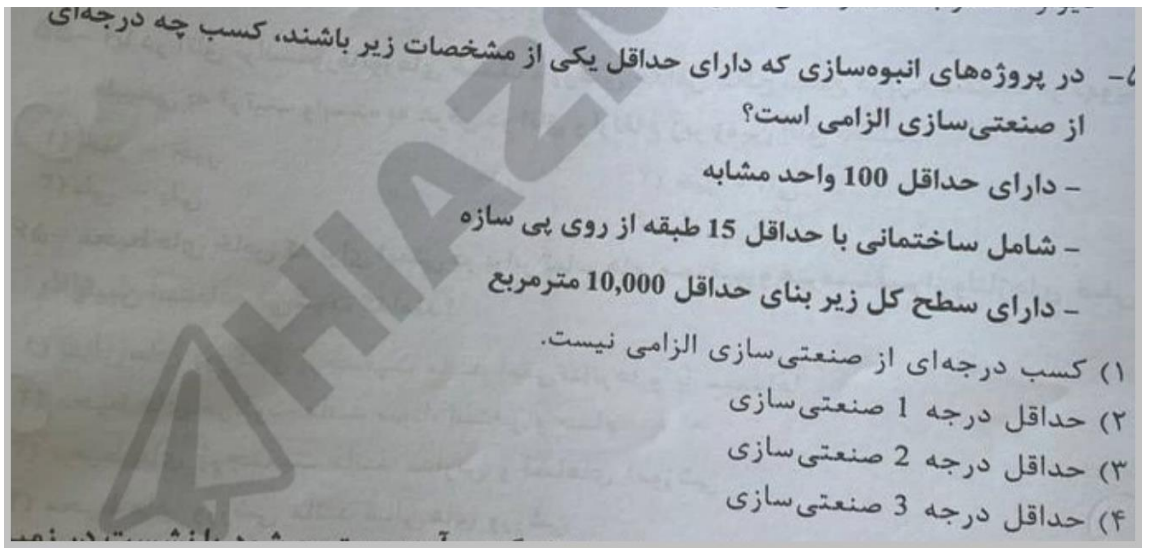 در پروژه‌های انبوه‌سازی که دارای حداقل یکی از مشخصات زیر باشند، کسب چه درجه‌ای
از صنعتی‌سازی الزامی است؟
- دارای حداقل 100 واحد مشابه
- شامل ساختمانی با حداقل 15 طبقه از روی پی سازه
- دارای سطح کل زیر بنای حداقل 10,000 مترمربع
۱) کسب درجه‌ای از صنعتی‌سازی الزامی نیست.
۲) حداقل درجه 1 صنعتی‌سازی
۳) حداقل درجه 2 صنعتی‌سازی
۴) حداقل درجه 3 صنعتی‌سازی
AHIAZM